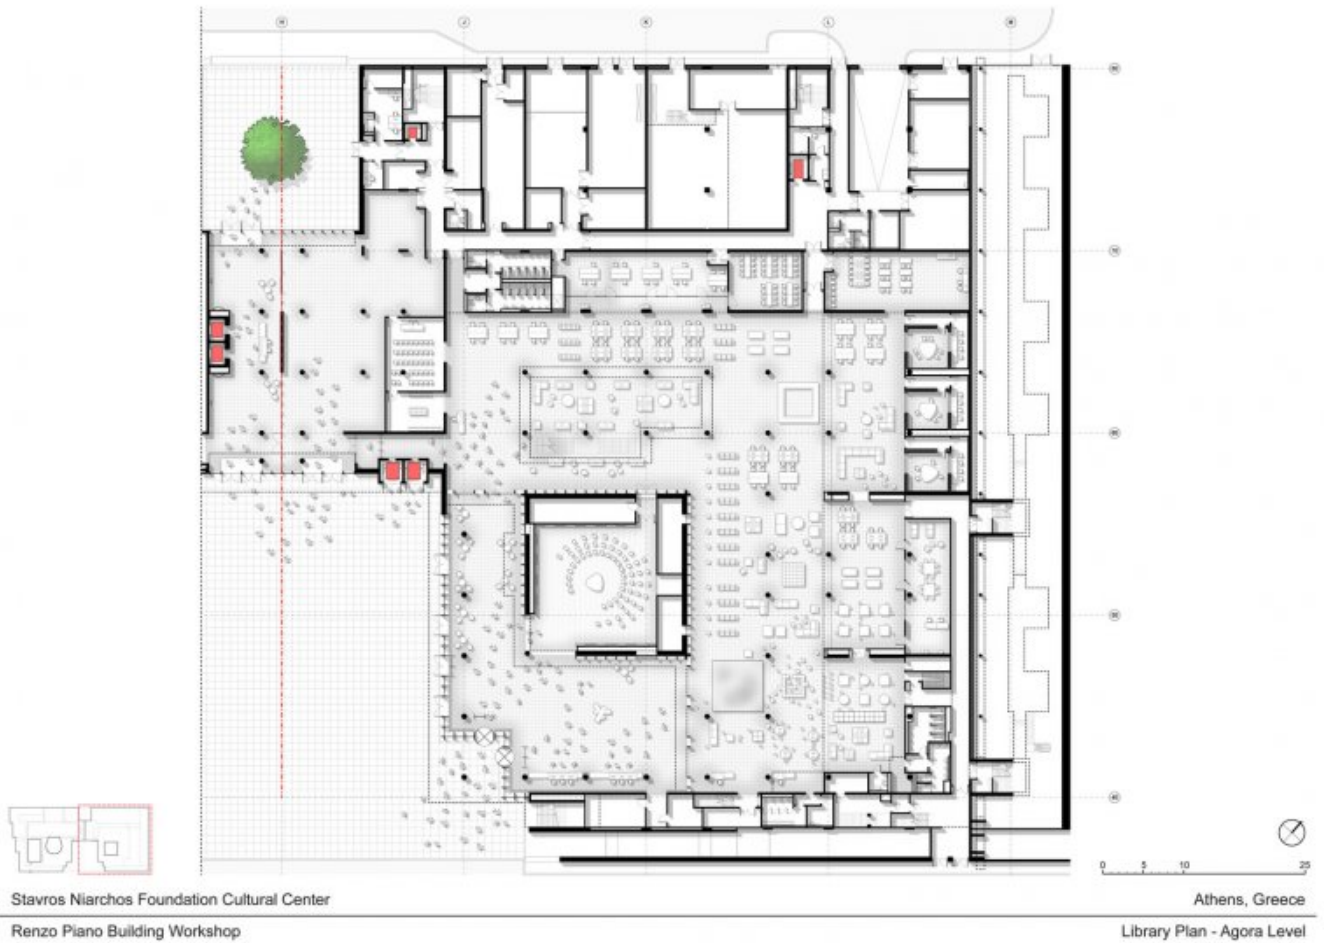 H J K L M
0 5 10 25
Stavros Niarchos Foundation Cultural Center
Athens, Greece
Renzo Piano Building Workshop
Library Plan - Agora Level